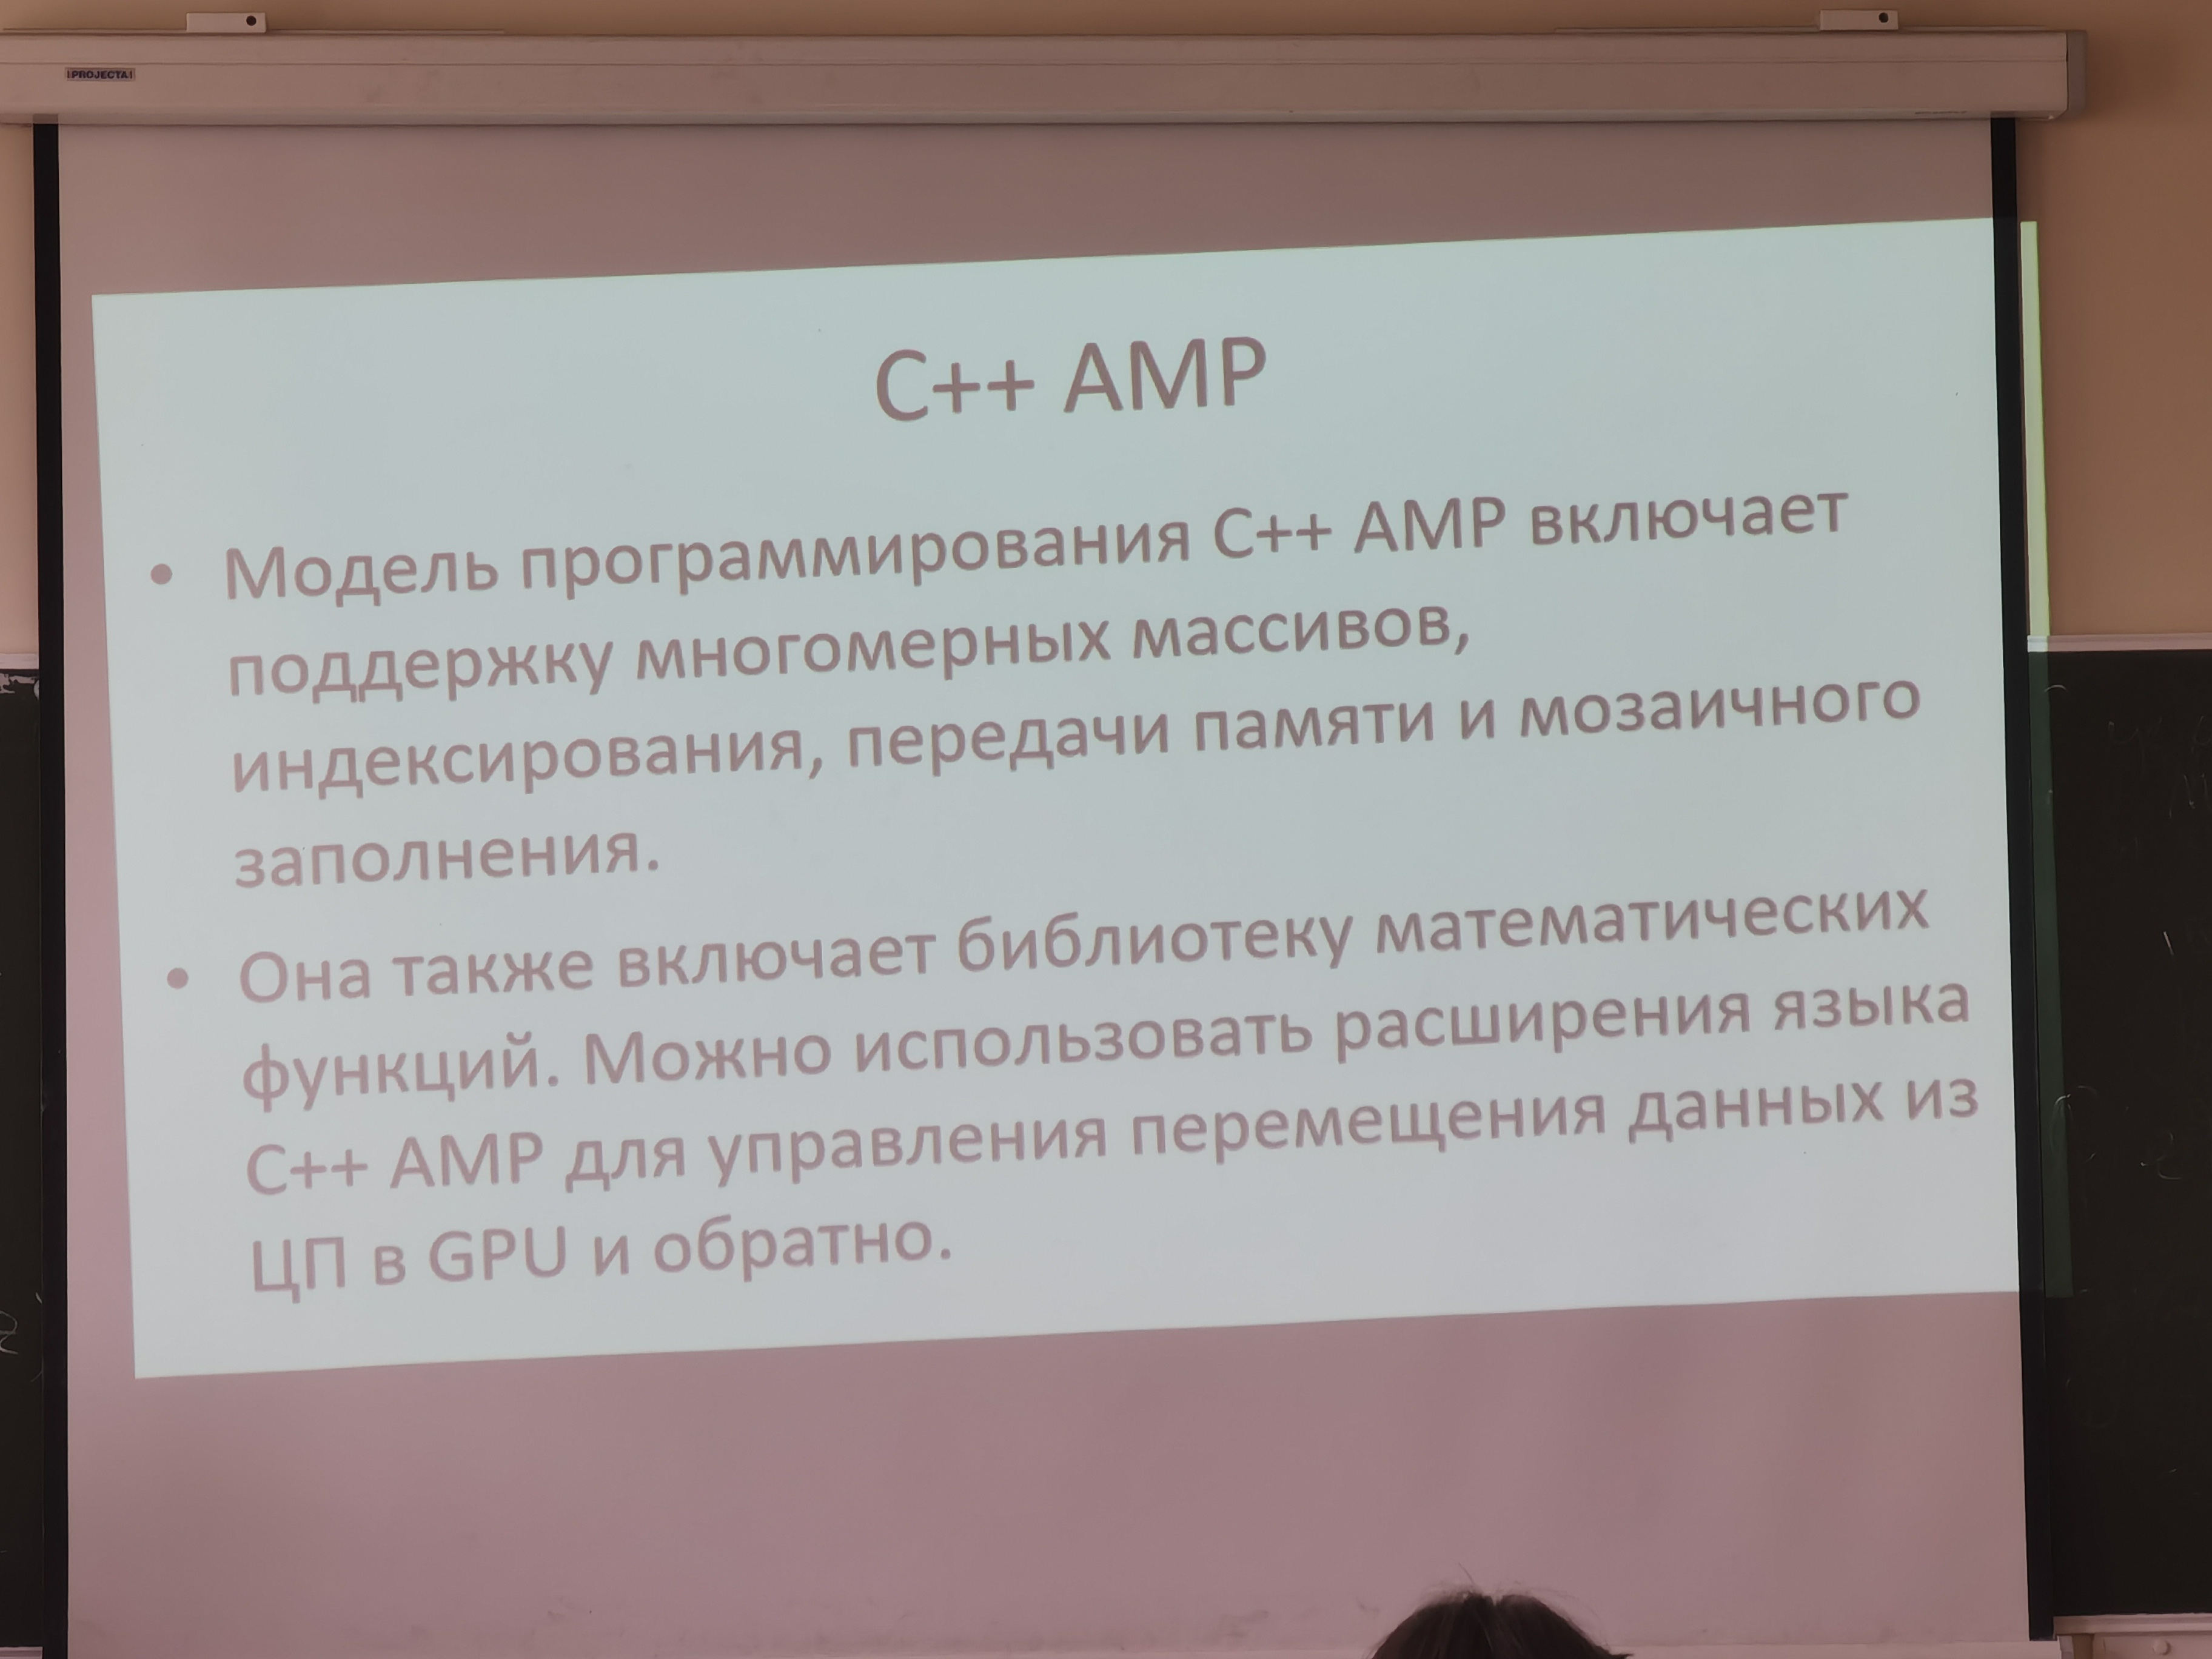 PROJECTA
C++ AMP
• Модель программирования C++ AMP включает
поддержку многомерных массивов,
индексирования, передачи памяти и мозаичного
заполнения.
• Она также включает библиотеку математических
функций. Можно использовать расширения языка
C++ AMP для управления перемещения данных из
ЦП в GPU и обратно.